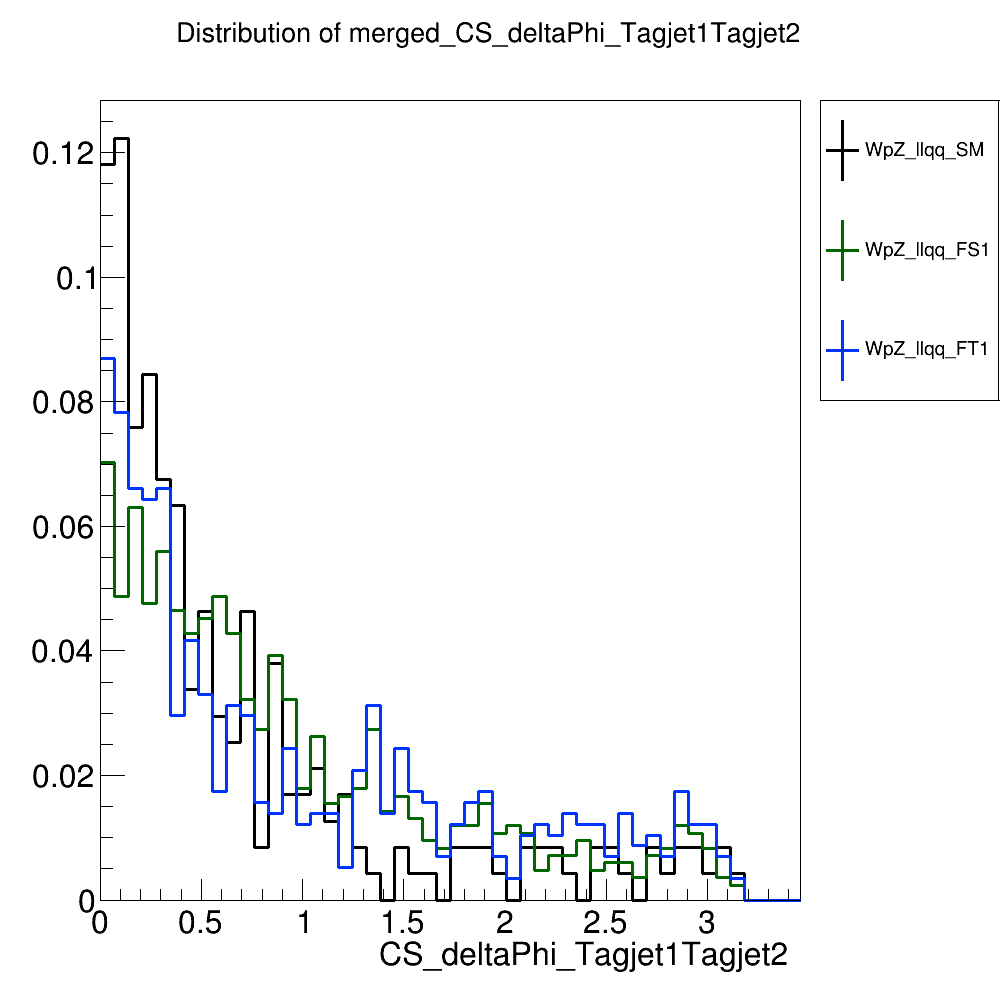 Distribution of merged_CS_deltaPhi_Tagjet1Tagjet2
WpZ_llqq_SM
WpZ_llqq_FS1
WpZ_llqq_FT1
0.12
0.1
0.08
0.06
0.04
0.02
0
0 0.5 1 1.5 2 2.5 3
CS_deltaPhi_Tagjet1Tagjet2